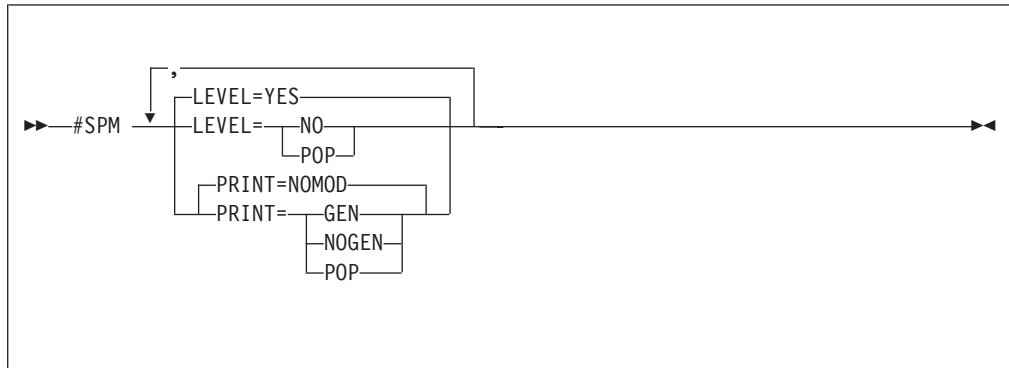 ,
LEVEL=YES
#SPM LEVEL= NO
POP
PRINT=NOMOD
PRINT= GEN
NOGEN
POP